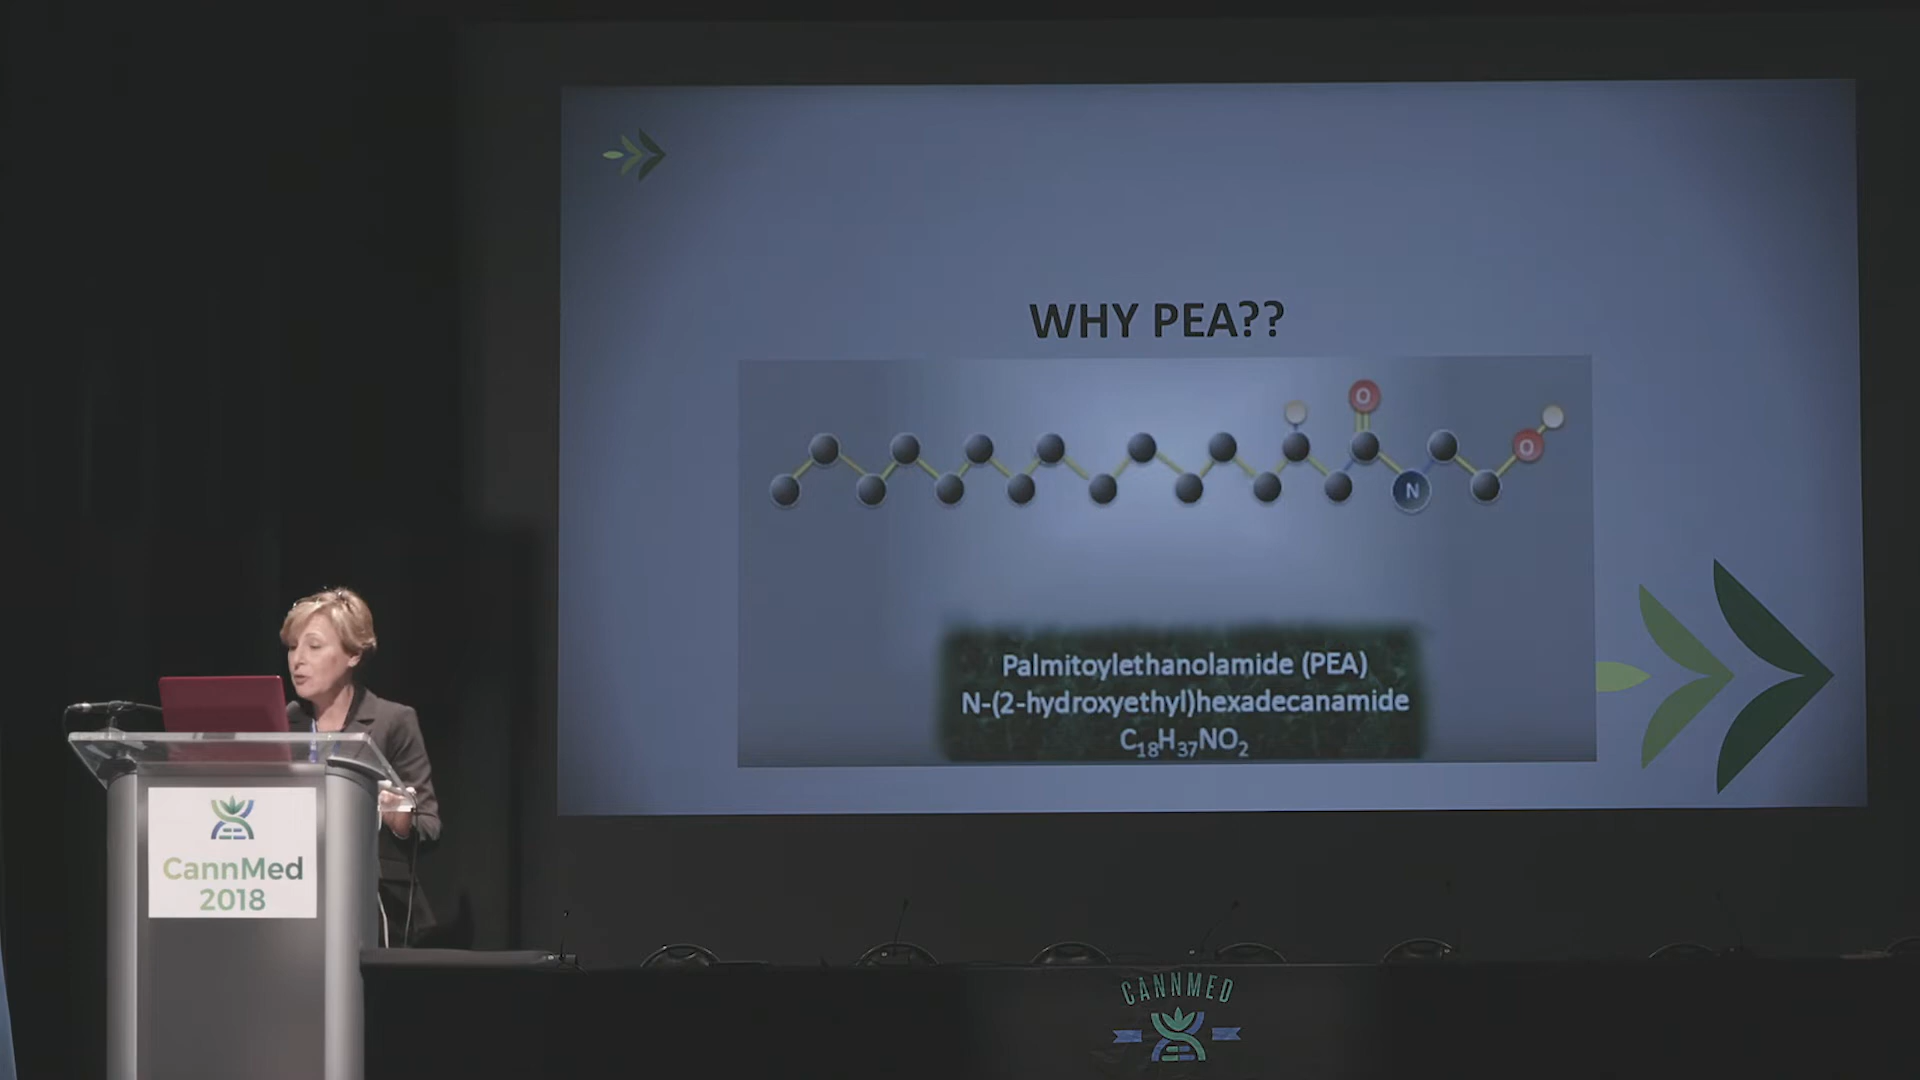 WHY PEA??
O
O
N
Palmitoylethanolamide (PEA)
N-(2-hydroxyethyl)hexadecanamide
C₁₈H₃₇NO₂
CannMed
2018
CANNMED